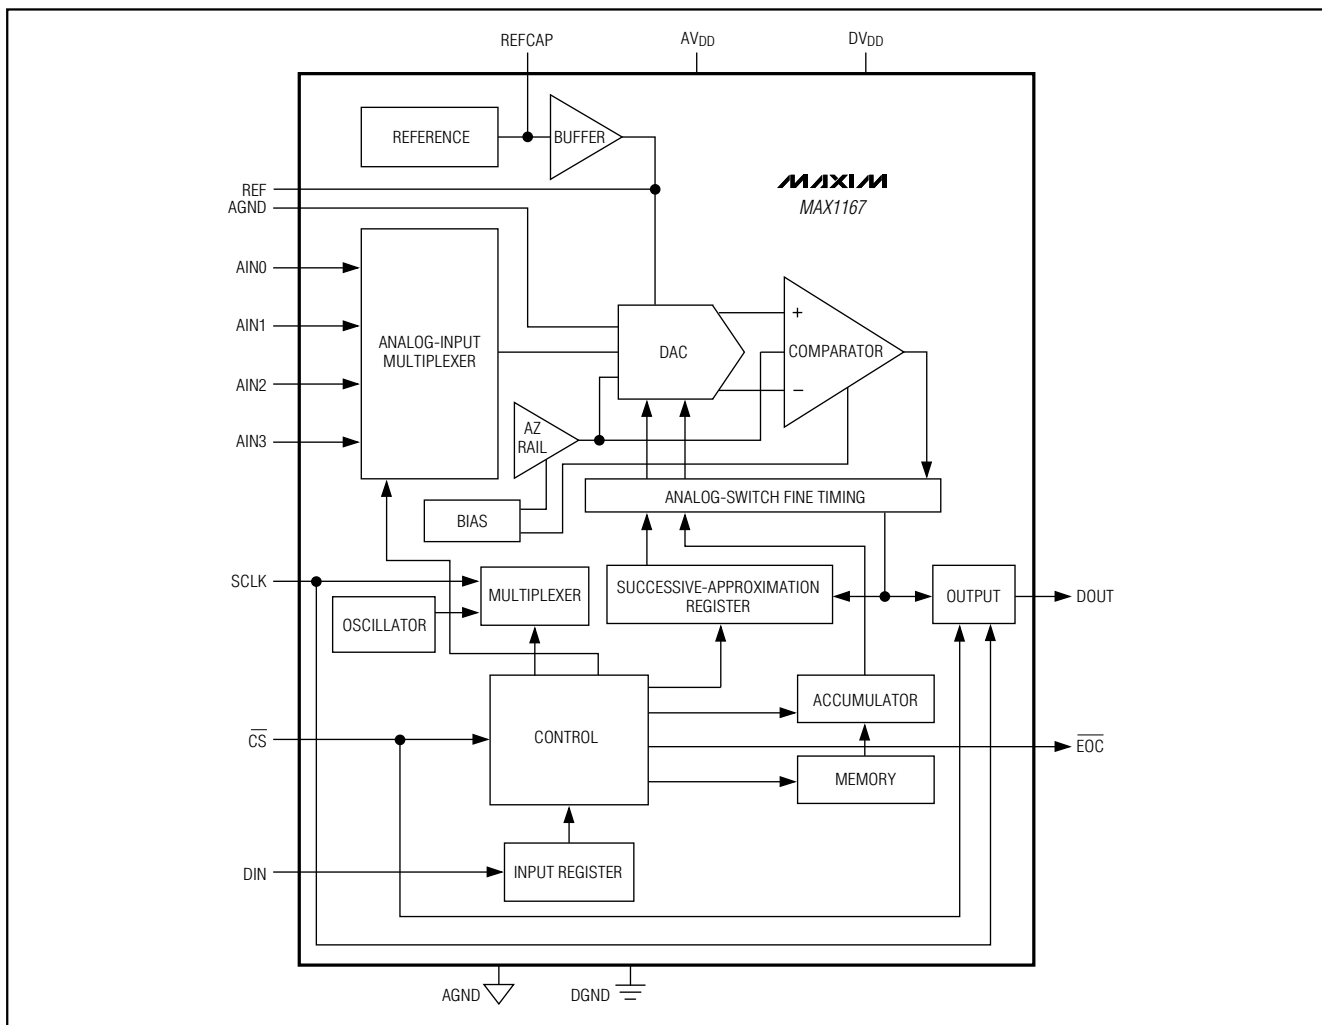 REFCAP
AVDD
DVDD
REFERENCE
BUFFER
REF
AGND
MAXIM
MAX1167
AIN0
AIN1
AIN2
AIN3
ANALOG-INPUT
MULTIPLEXER
DAC
+
COMPARATOR
−
AZ
RAIL
BIAS
ANALOG-SWITCH FINE TIMING
SCLK
MULTIPLEXER
OSCILLATOR
SUCCESSIVE-APPROXIMATION
REGISTER
OUTPUT
DOUT
CS
CONTROL
ACCUMULATOR
EOC
MEMORY
DIN
INPUT REGISTER
AGND
DGND